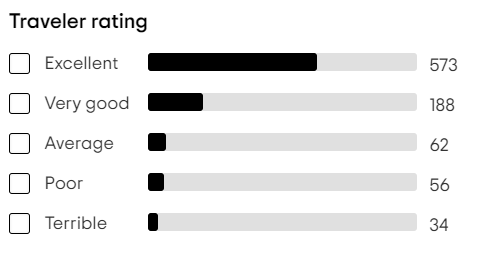 Traveler rating
Excellent 573
Very good 188
Average 62
Poor 56
Terrible 34